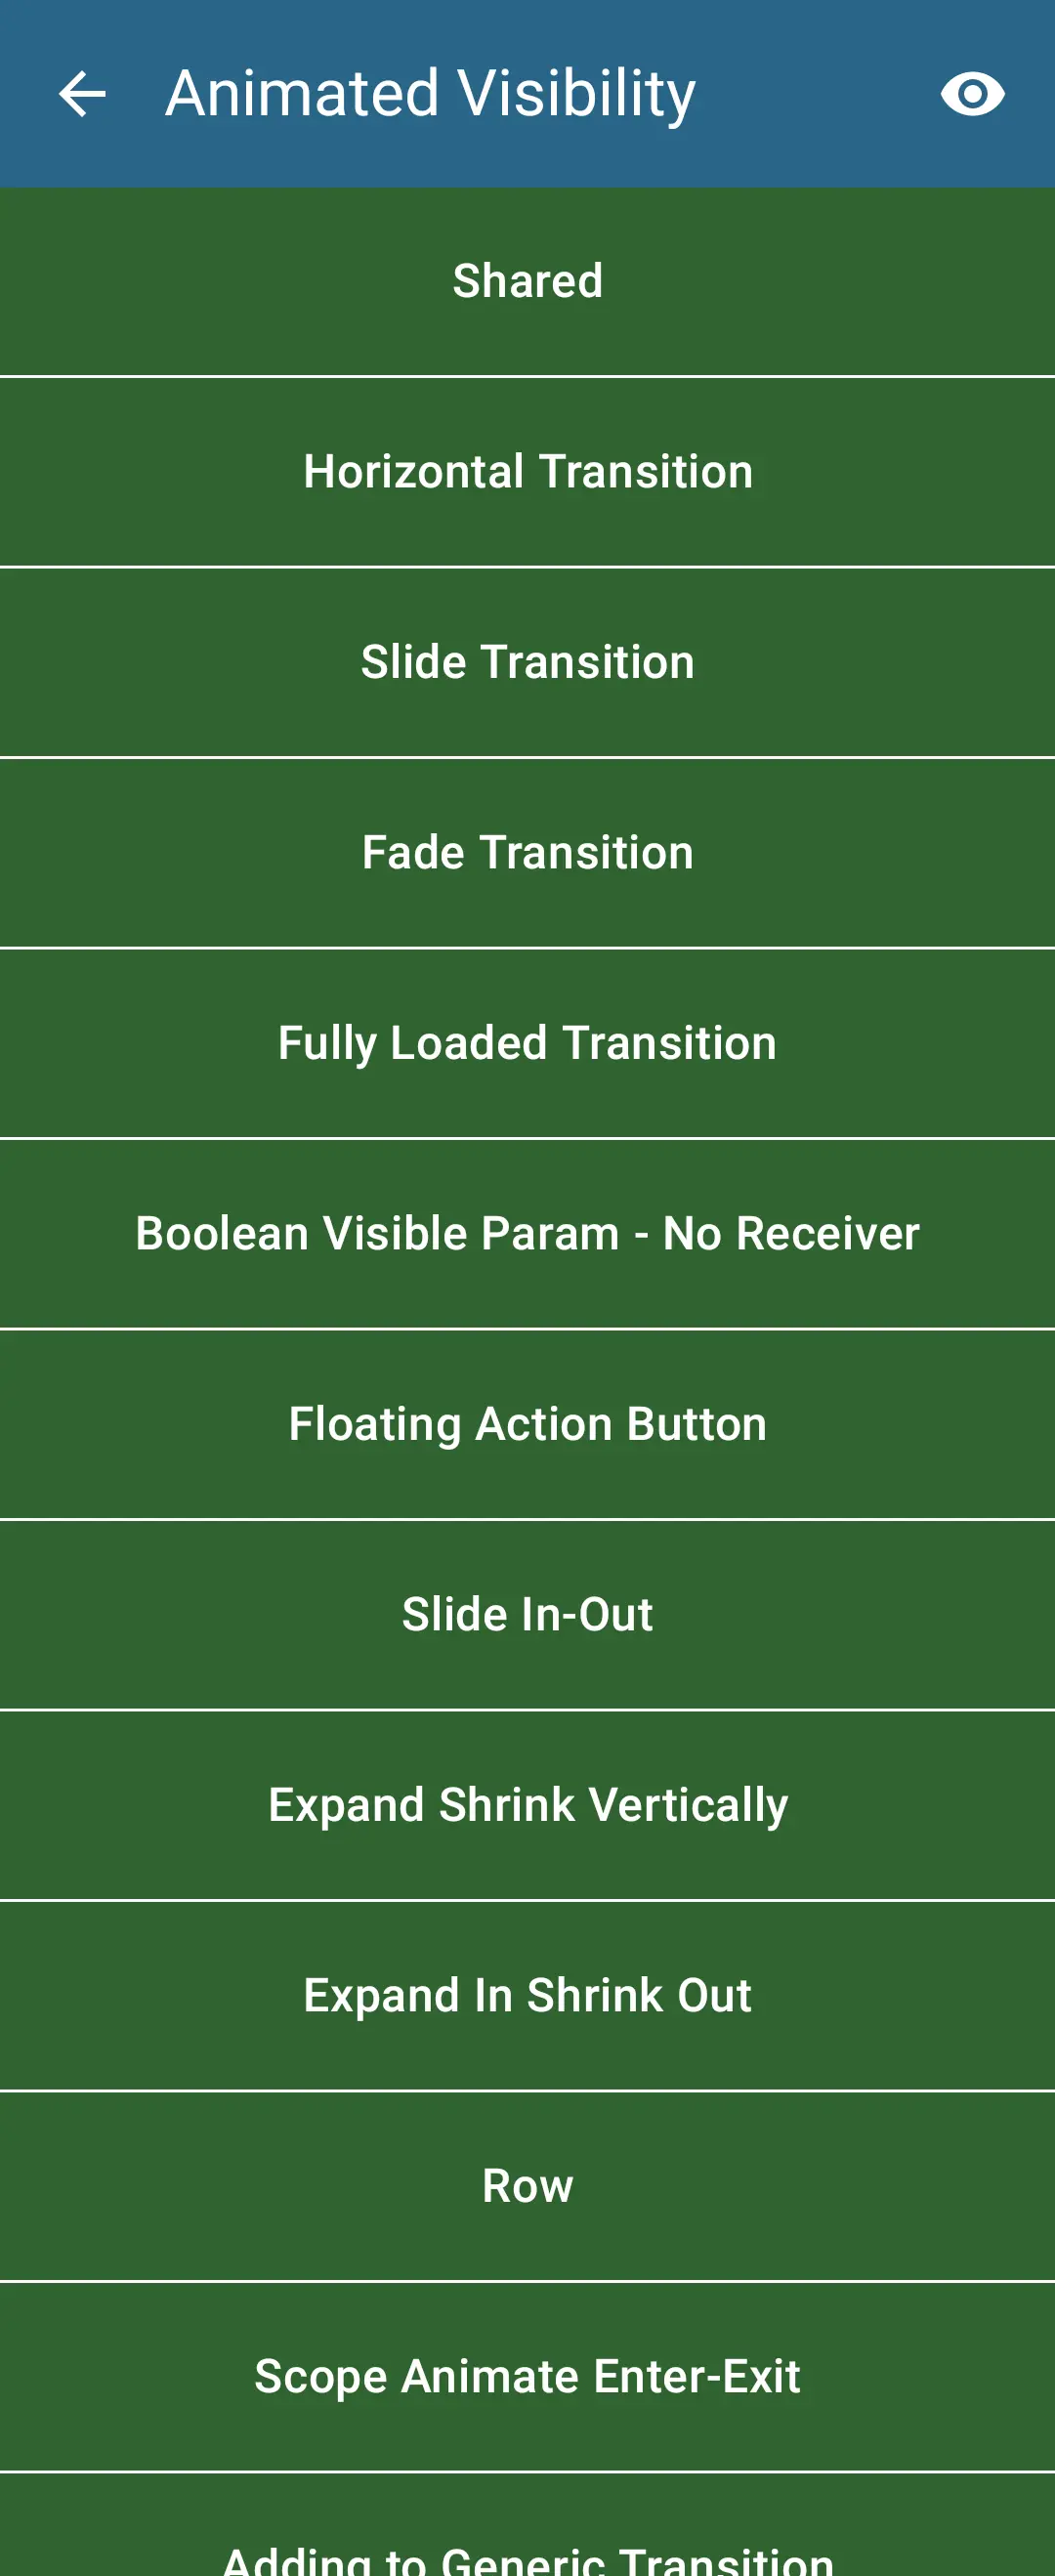 Animated Visibility
Shared
Horizontal Transition
Slide Transition
Fade Transition
Fully Loaded Transition
Boolean Visible Param - No Receiver
Floating Action Button
Slide In-Out
Expand Shrink Vertically
Expand In Shrink Out
Row
Scope Animate Enter-Exit
Adding to Generic Transition